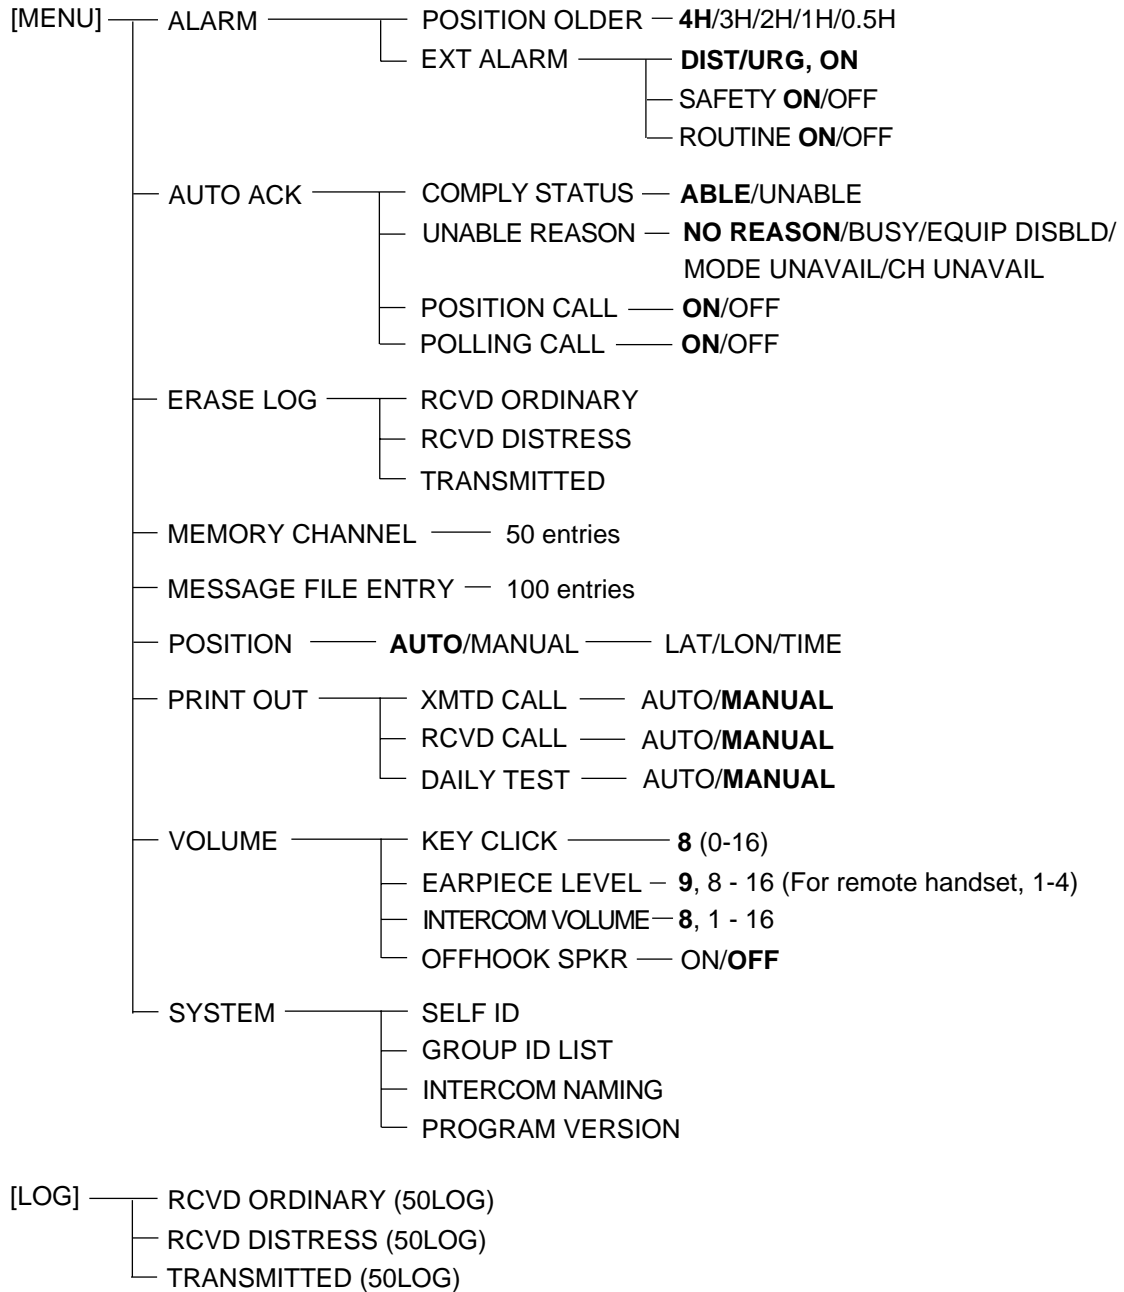 [MENU] ALARM POSITION OLDER 4H/3H/2H/1H/0.5H
EXT ALARM DIST/URG, ON
SAFETY ON/OFF
ROUTINE ON/OFF
AUTO ACK COMPLY STATUS ABLE/UNABLE
UNABLE REASON NO REASON/BUSY/EQUIP DISBLD/
MODE UNAVAIL/CH UNAVAIL
POSITION CALL ON/OFF
POLLING CALL ON/OFF
ERASE LOG RCVD ORDINARY
RCVD DISTRESS
TRANSMITTED
MEMORY CHANNEL 50 entries
MESSAGE FILE ENTRY 100 entries
POSITION AUTO/MANUAL LAT/LON/TIME
PRINT OUT XMTD CALL AUTO/MANUAL
RCVD CALL AUTO/MANUAL
DAILY TEST AUTO/MANUAL
VOLUME KEY CLICK 8 (0-16)
EARPIECE LEVEL 9, 8 - 16 (For remote handset, 1-4)
INTERCOM VOLUME 8, 1 - 16
OFFHOOK SPKR ON/OFF
SYSTEM SELF ID
GROUP ID LIST
INTERCOM NAMING
PROGRAM VERSION
[LOG] RCVD ORDINARY (50LOG)
RCVD DISTRESS (50LOG)
TRANSMITTED (50LOG)